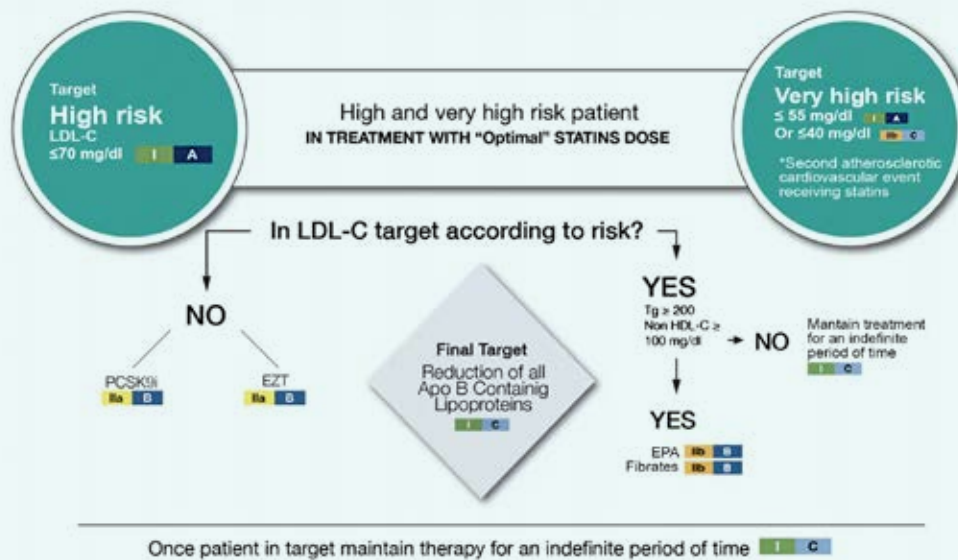 Target
High risk
LDL-C
≤70 mg/dl I A
High and very high risk patient
IN TREATMENT WITH "Optimal" STATINS DOSE
Target
Very high risk
≤ 55 mg/dl I A
Or ≤40 mg/dl IIb C
*Second atherosclerotic
cardiovascular event
receiving statins
In LDL-C target according to risk?
NO
PCSK9i
IIa B
EZT
IIa B
Final Target
Reduction of all
Apo B Containig
Lipoproteins
I C
YES
Tg ≥ 200
Non HDL-C ≥
100 mg/dl
NO
Mantain treatment
for an indefinite
period of time
I C
YES
EPA IIb B
Fibrates IIb B
Once patient in target maintain therapy for an indefinite period of time I C